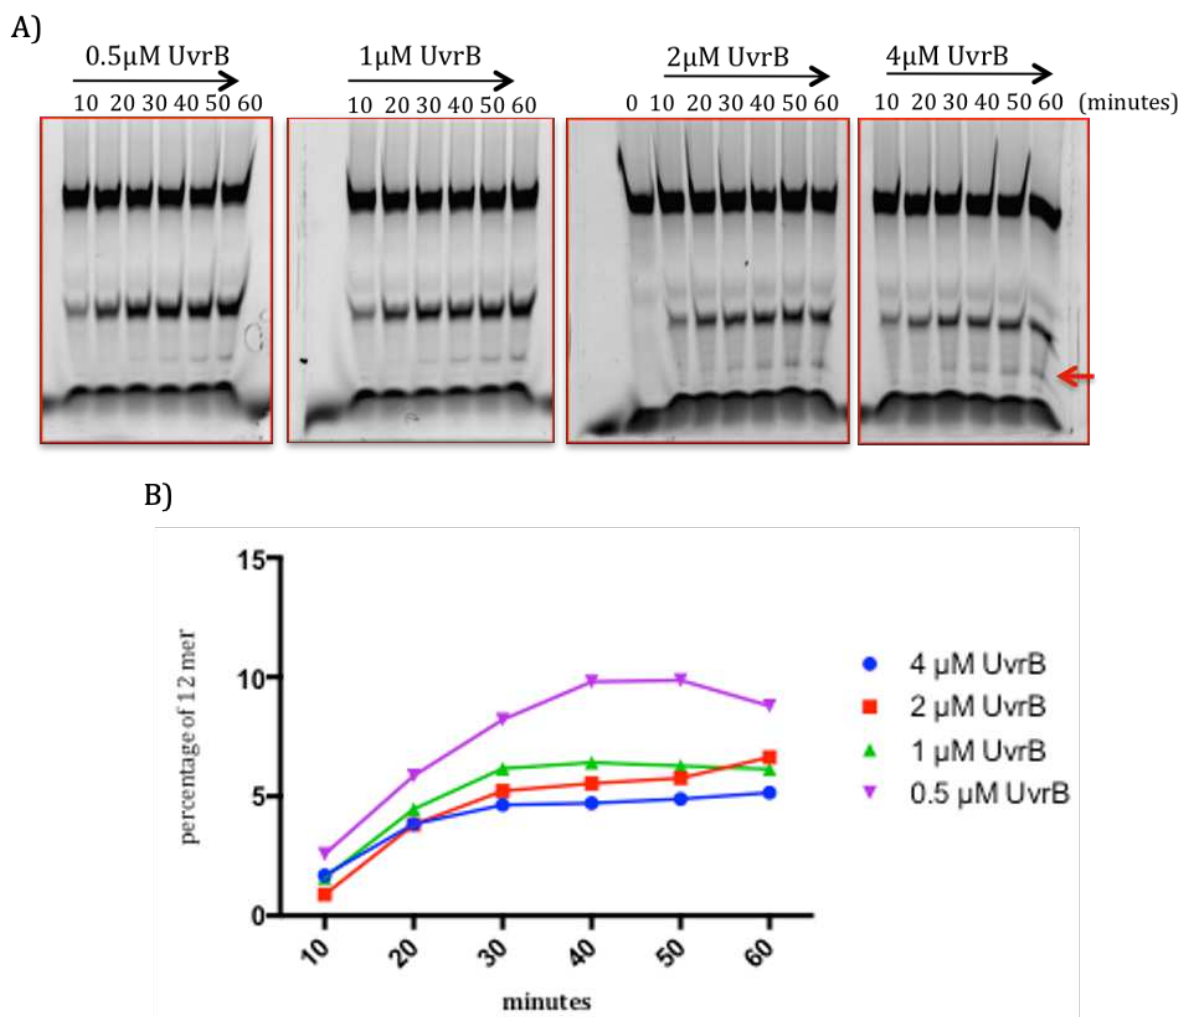 A)
0.5µM UvrB
1µM UvrB
2µM UvrB
4µM UvrB
10 20 30 40 50 60
10 20 30 40 50 60
0 10 20 30 40 50 60
10 20 30 40 50 60 (minutes)
B)
15
10
5
0
percentage of 12 mer
10 20 30 40 50 60
minutes
4 µM UvrB
2 µM UvrB
1 µM UvrB
0.5 µM UvrB